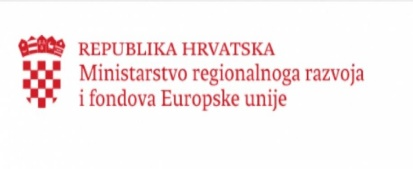 REPUBLIKA HRVATSKA
Ministarstvo regionalnoga razvoja
i fondova Europske unije